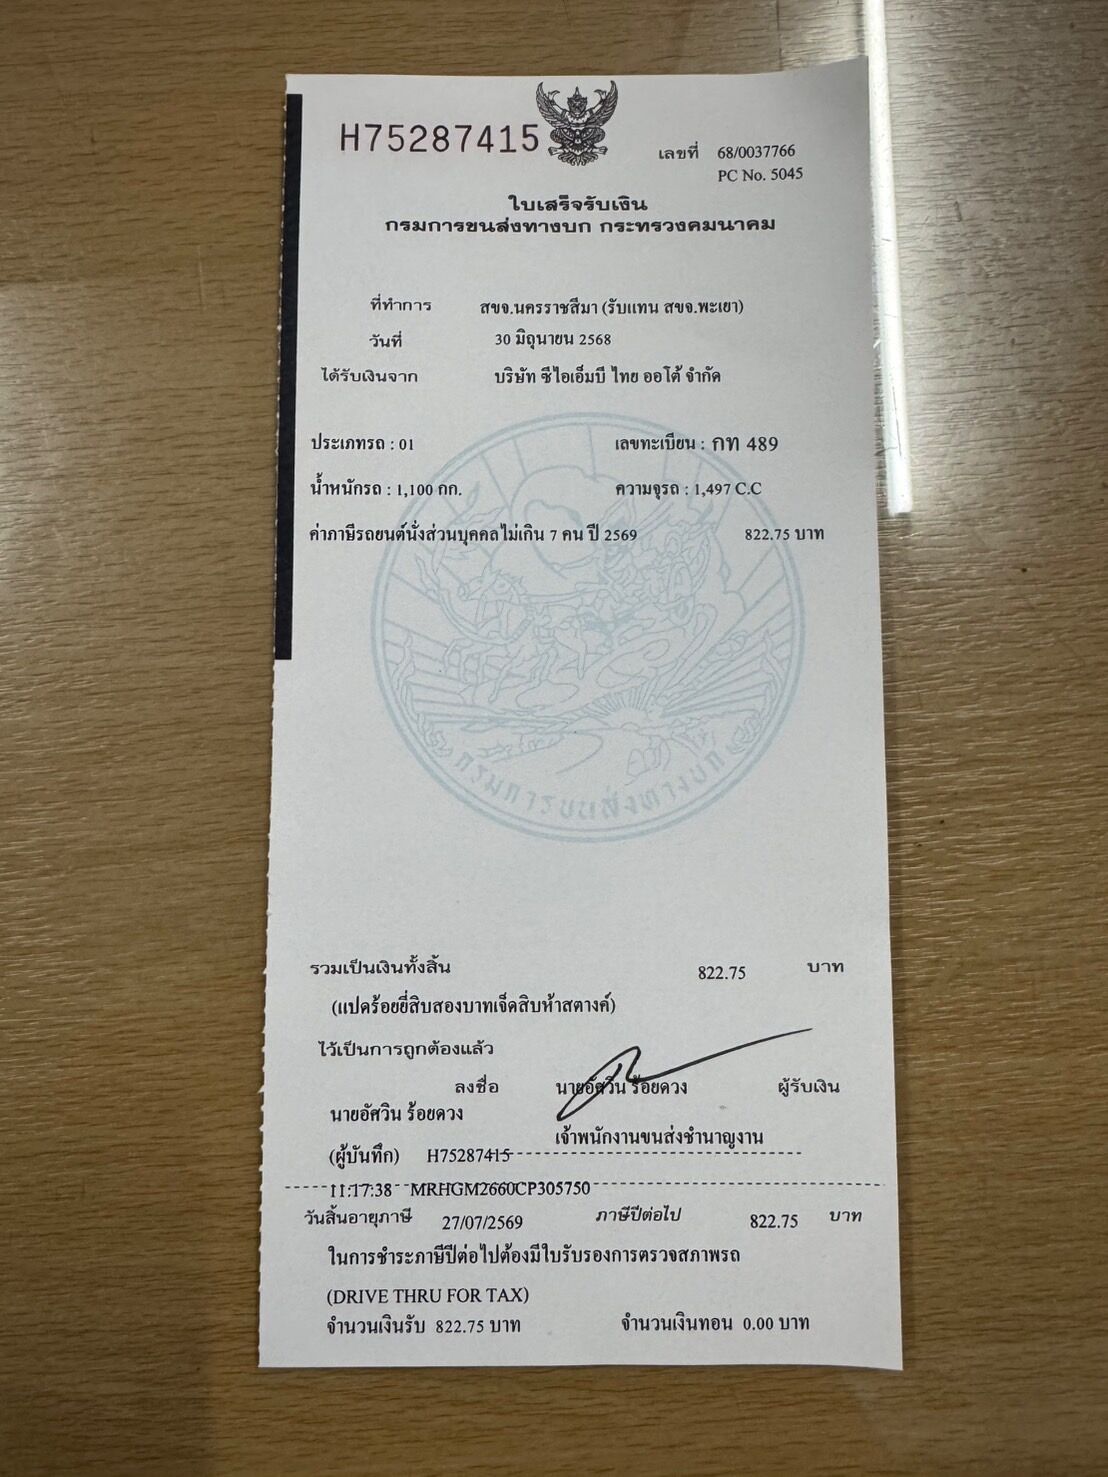 H75287415
เลขที่ 68/0037766
PC No. 5045
ใบเสร็จรับเงิน
กรมการขนส่งทางบก กระทรวงคมนาคม
ที่ทำการ สขจ.นครราชสีมา (รับแทน สขจ.พะเยา)
วันที่ 30 มิถุนายน 2568
ได้รับเงินจาก บริษัท ซีไอเอ็มบี ไทย ออโต้ จำกัด
ประเภทรถ : 01 เลขทะเบียน : กท 489
น้ำหนักรถ : 1,100 กก. ความจุรถ : 1,497 C.C
ค่าภาษีรถยนต์นั่งส่วนบุคคลไม่เกิน 7 คน ปี 2569 822.75 บาท
กรมการขนส่งทางบก
รวมเป็นเงินทั้งสิ้น 822.75 บาท
(แปดร้อยยี่สิบสองบาทเจ็ดสิบห้าสตางค์)
ไว้เป็นการถูกต้องแล้ว
ลงชื่อ นายอัศวิน ร้อยดวง ผู้รับเงิน
นายอัศวิน ร้อยดวง
เจ้าพนักงานขนส่งชำนาญงาน
(ผู้บันทึก) H75287415
11:17:38 MRHGM2660CP305750
วันสิ้นอายุภาษี 27/07/2569 ภาษีปีต่อไป 822.75 บาท
ในการชำระภาษีปีต่อไปต้องมีใบรับรองการตรวจสภาพรถ
(DRIVE THRU FOR TAX)
จำนวนเงินรับ 822.75 บาท จำนวนเงินทอน 0.00 บาท